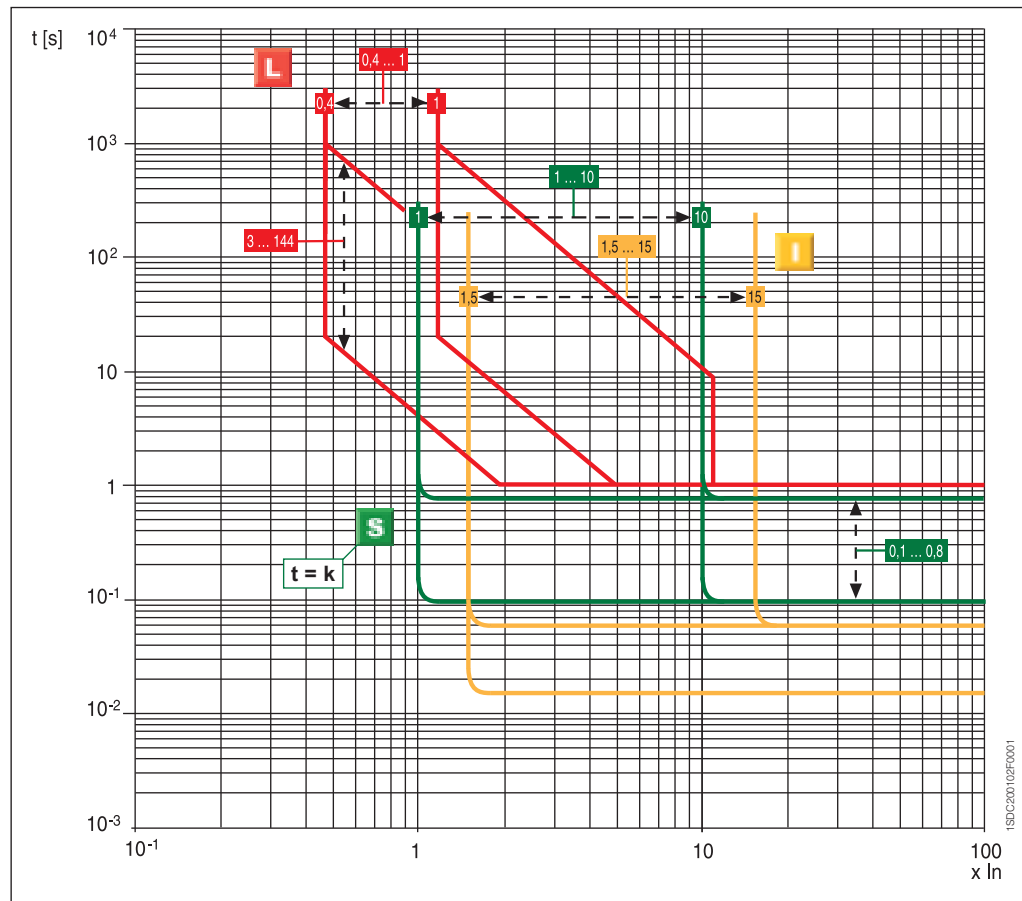 t [s]
10⁴
L
0,4 ... 1
0,4
1
10³
1 ... 10
1
10
3 ... 144
1,5 ... 15
I
10²
1,5
15
10
1
S
0,1 ... 0,8
t = k
10⁻¹
10⁻²
10⁻³
10⁻¹
1
10
100
x In
1SDC200102F0001